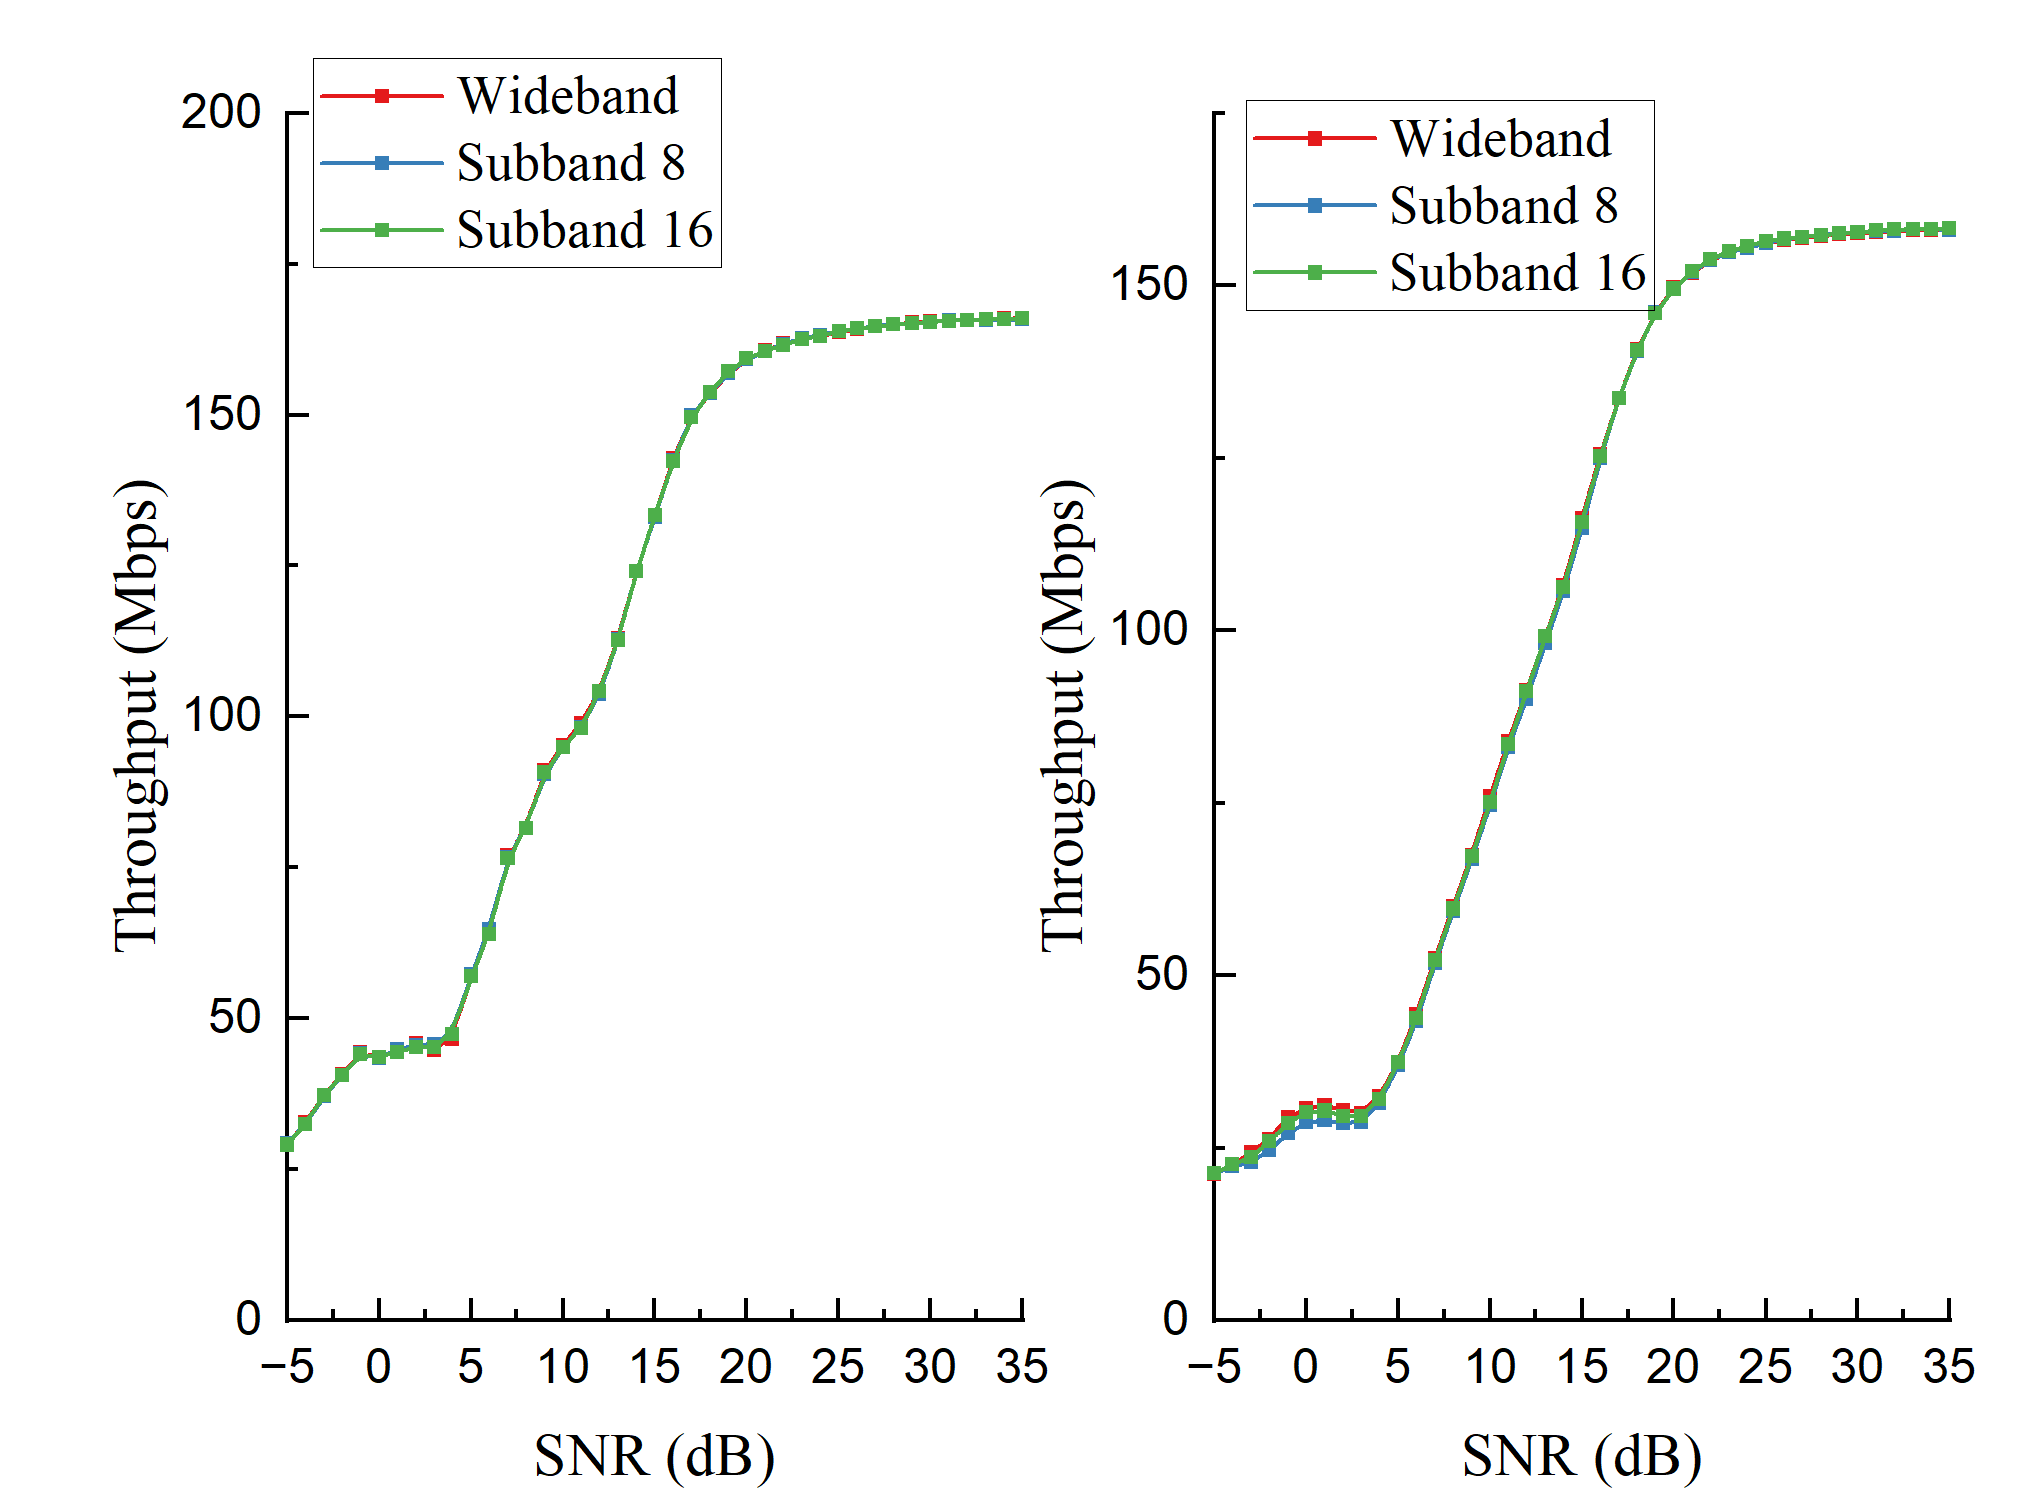 Wideband
Subband 8
Subband 16
200
150
100
50
0
Throughput (Mbps)
−5 0 5 10 15 20 25 30 35
SNR (dB)
Wideband
Subband 8
Subband 16
150
100
50
0
Throughput (Mbps)
−5 0 5 10 15 20 25 30 35
SNR (dB)